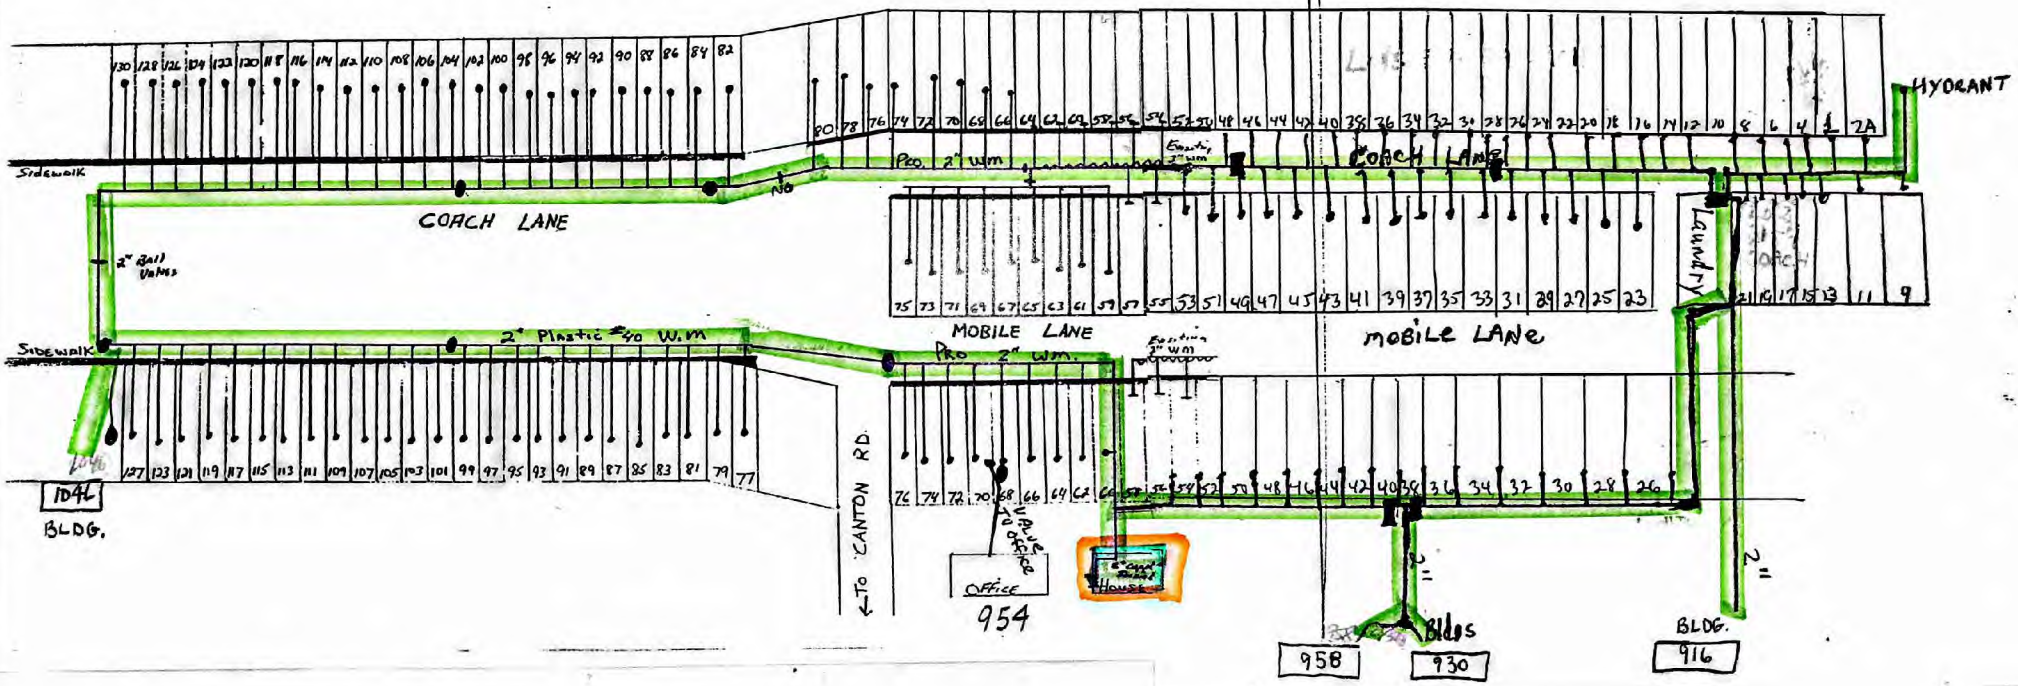 130 128 126 124 122 120 118 116 114 112 110 108 106 104 102 100 98 96 94 92 90 88 86 84 82
HYDRANT
80 78 76 74 72 70 68 66 64 62 60 58 56 54 52 50 48 46 44 42 40 38 36 34 32 30 28 26 24 22 20 18 16 14 12 10 8 6 4 2 2A
Sidewalk
Pro. 2" Wm
Existing
2" wm
COACH LANE
NO
COACH LANE
2" Ball
Valves
Laundry
COACH
75 73 71 69 67 65 63 61 59 57 55 53 51 49 47 45 43 41 39 37 35 33 31 29 27 25 23
21 19 17 15 13 11 9
MOBILE LANE
MOBILE LANE
SIDEWALK
2" Plastic #40 W.m
Pro 2" Wm.
Existing
2" WM
127 123 121 119 117 115 113 111 109 107 105 103 101 99 97 95 93 91 89 87 85 83 81 79 77
76 74 72 70 68 66 64 62 60 58 56 54 52 50 48 46 44 42 40 38 36 34 32 30 28 26
1046
BLDG.
← TO CANTON RD.
VALVE
TO OFFICE
OFFICE
954
House
2"
2"
Bldgs
958
930
BLDG.
916